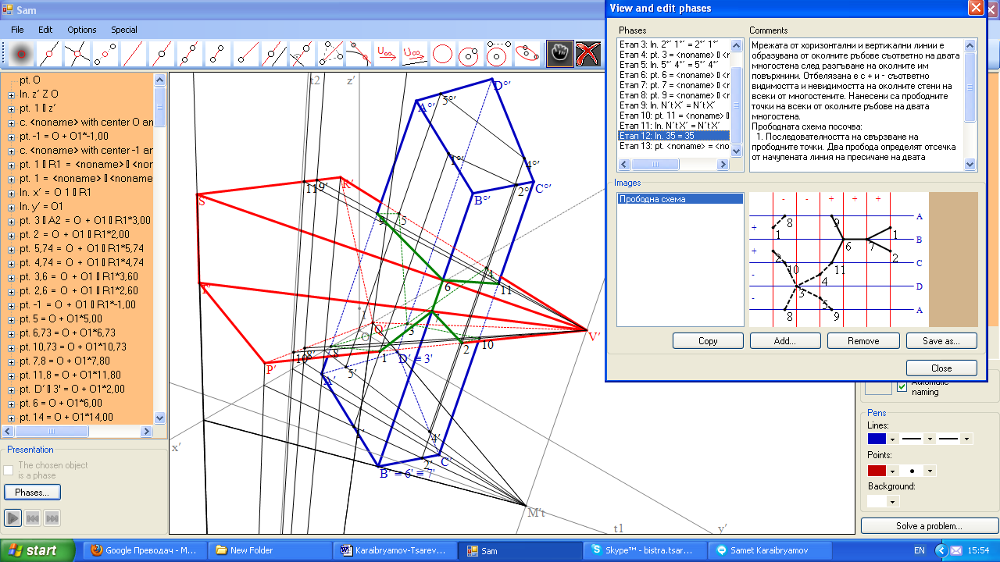 Sam
File Edit Options Special
pt. O
ln. z′ Z O
pt. 1 ▯ z′
c. <noname> with center O an
pt. -1 = O + O1*-1,00
c. <noname> with center -1 an
pt. 1 ▯ R1 = <noname> ▯ <non
pt. 1 = <noname> ▯ <noname>
ln. x′ = O 1 ▯ R1
ln. y′ = O1
pt. 3 ▯ A2 = O + O1 ▯ R1*3,00
pt. 2 = O + O1 ▯ R1*2,00
pt. 5,74 = O + O1 ▯ R1*5,74
pt. 4,74 = O + O1 ▯ R1*4,74
pt. 3,6 = O + O1 ▯ R1*3,60
pt. 2,6 = O + O1 ▯ R1*2,60
pt. -1 = O + O1 ▯ R1*-1,00
pt. 5 = O + O1*5,00
pt. 6,73 = O + O1*6,73
pt. 10,73 = O + O1*10,73
pt. 7,8 = O + O1*7,80
pt. 11,8 = O + O1*11,80
pt. D′ ▯ 3' = O + O1*2,00
pt. 6 = O + O1*6,00
pt. 14 = O + O1*14,00
Presentation
The chosen object
is a phase
Phases...
t2
z′
D°′
A°′
5°′
1°′
4°′
2°′
C°′
B°′
119′
R′
S
9
5
4
11
6
T′
1
7
V′
O
Q′
3
10
2
8
1
D′ ≡ 3'
P′
A′
5′
4′
2′
C′
B′ ≡ 6' ≡ 7'
M′t
x′
t1
y′
View and edit phases
Phases
Етап 3: ln. 2°′ 1°′ = 2°′ 1°′
Етап 4: pt. 3 = <noname> ▯ <r
Етап 5: ln. 5°′ 4°′ = 5°′ 4°′
Етап 6: pt. 6 = <noname> ▯ <r
Етап 7: pt. 7 = <noname> ▯ <r
Етап 8: pt. 9 = <noname> ▯ <r
Етап 9: ln. N′t X′ = N′t X′
Етап 10: pt. 11 = <noname> ▯
Етап 11: ln. N′t X′ = N′t X′
Етап 12: ln. 35 = 35
Етап 13: pt. <noname> = <no
Comments
Мрежата от хоризонтални и вертикални линии е
образувана от околните ръбове съответно на двата
многостена след разгъване на околните им
повърхнини. Отбелязана е с + и - съответно
видимостта и невидимостта на околните стени на
всеки от многостените. Нанесени са прободните
точки на всеки от околните ръбове на двата
многостена.
Прободната схема посочва:
1. Последователността на свързване на
прободните точки. Два пробода определят отсечка
от начупената линия на пресичане на двата
Images
Прободна схема
- - + + +
A
8 9
+ 1 1
B
6 7
+ 2 2
C
10 11
- 4
D
3
- 5
A
8 9
Copy Add... Remove Save as...
Close
Automatic
naming
Pens
Lines:
Points:
Background:
Solve a problem...
start
Google Преводач - M...
New Folder
Karaibryamov-Tsarev...
Sam
Skype™ - bistra.tsar...
Samet Karaibryamov
EN
15:54